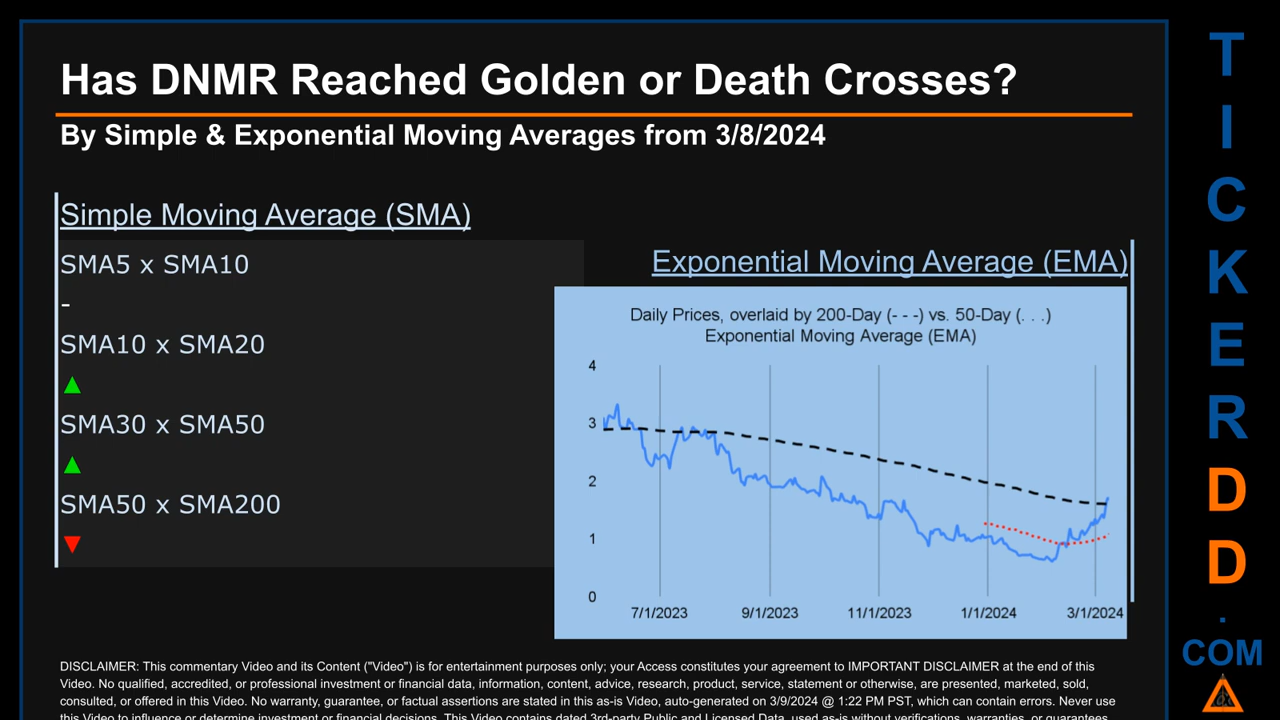 Has DNMR Reached Golden or Death Crosses?
By Simple & Exponential Moving Averages from 3/8/2024
Simple Moving Average (SMA)
SMA5 x SMA10
-
SMA10 x SMA20
▲
SMA30 x SMA50
▲
SMA50 x SMA200
▼
Exponential Moving Average (EMA)
Daily Prices, overlaid by 200-Day (- - -) vs. 50-Day (. . .)
Exponential Moving Average (EMA)
4
3
2
1
0
7/1/2023 9/1/2023 11/1/2023 1/1/2024 3/1/2024
DISCLAIMER: This commentary Video and its Content ("Video") is for entertainment purposes only; your Access constitutes your agreement to IMPORTANT DISCLAIMER at the end of this
Video. No qualified, accredited, or professional investment or financial data, information, content, advice, research, product, service, statement or otherwise, are presented, marketed, sold,
consulted, or offered in this Video. No warranty, guarantee, or factual assertions are stated in this as-is Video, auto-generated on 3/9/2024 @ 1:22 PM PST, which can contain errors. Never use
this Video to influence or determine investment or financial decisions. This Video contains dated 3rd-party Public and Licensed Data, used as-is without verifications, warranties, or guarantees
T
I
C
K
E
R
D
D
.
COM